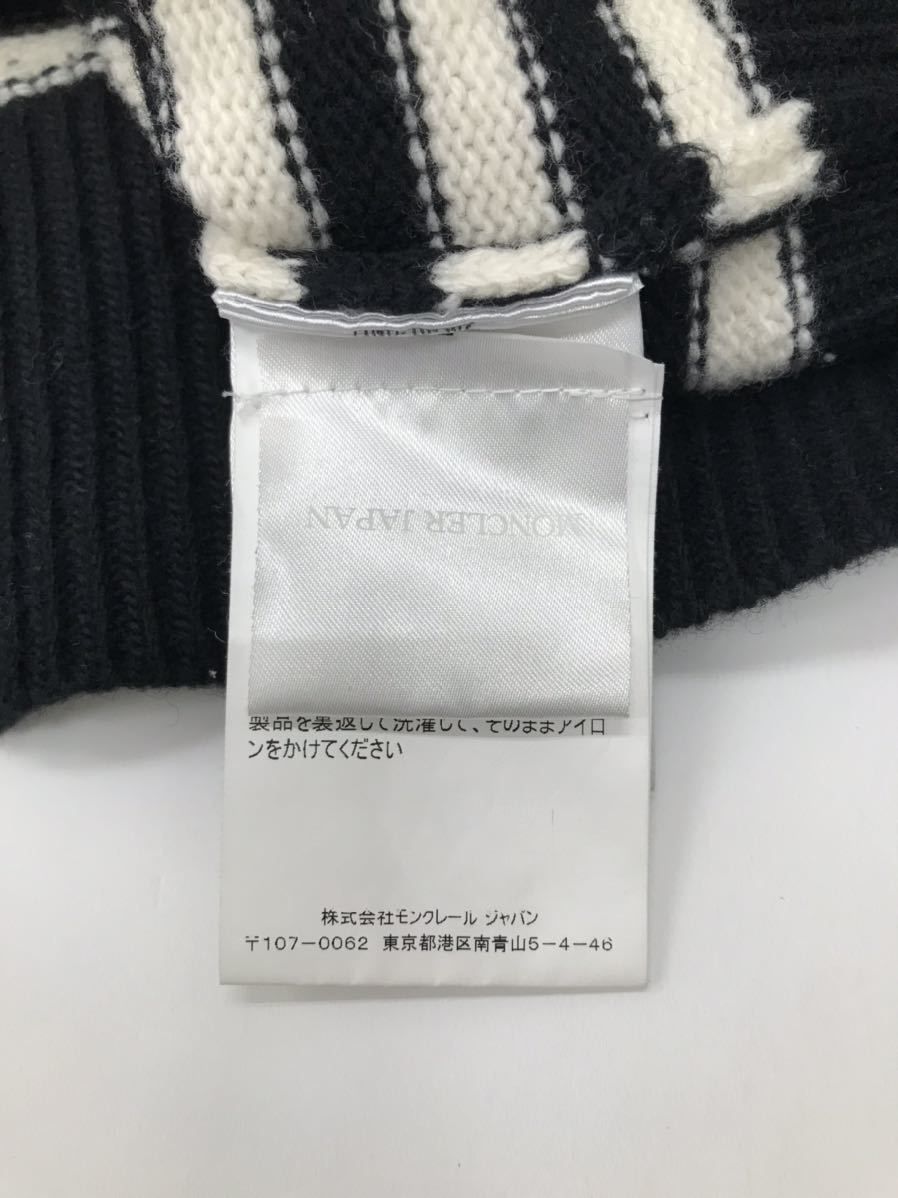 MONCLER JAPAN
製品を裏返して洗濯して、そのままアイロ
ンをかけてください
株式会社モンクレール ジャパン
〒107-0062 東京都港区南青山5-4-46